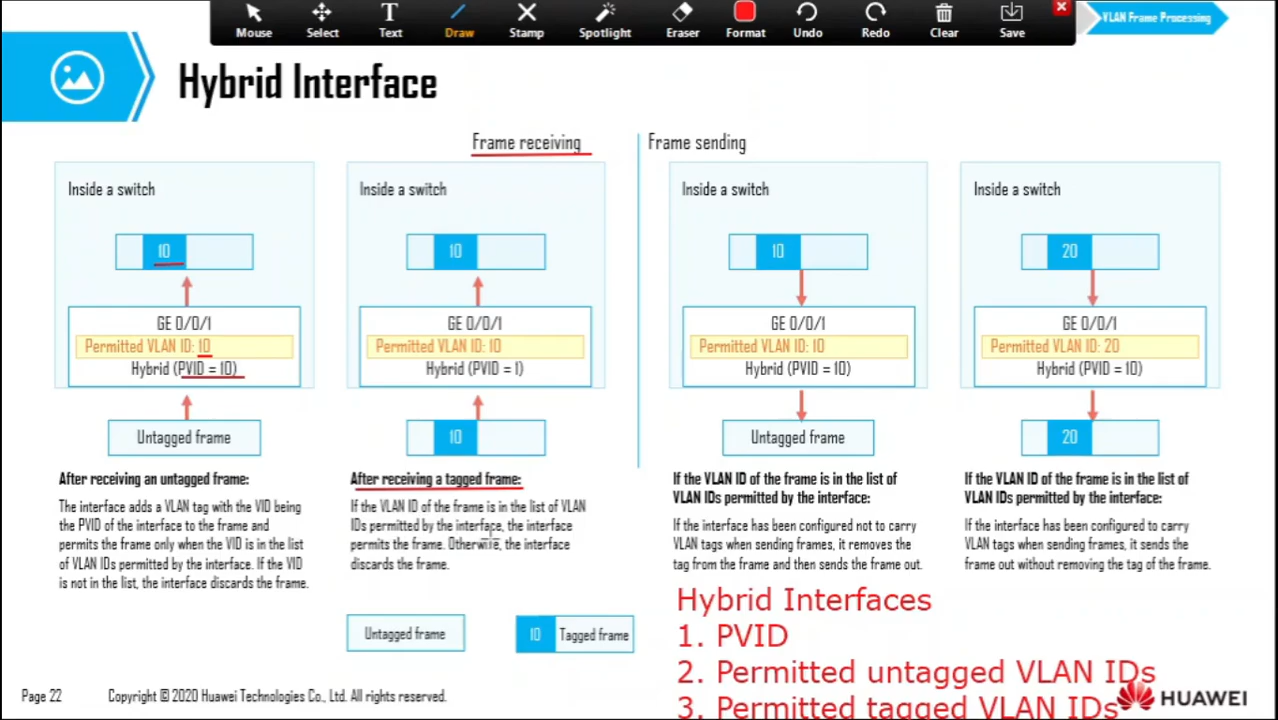 Mouse
Select
Text
Draw
Stamp
Spotlight
Eraser
Format
Undo
Redo
Clear
Save
VLAN Frame Processing
Hybrid Interface
Frame receiving
Frame sending
Inside a switch
10
GE 0/0/1
Permitted VLAN ID: 10
Hybrid (PVID = 10)
Untagged frame
After receiving an untagged frame:
The interface adds a VLAN tag with the VID being
the PVID of the interface to the frame and
permits the frame only when the VID is in the list
of VLAN IDs permitted by the interface. If the VID
is not in the list, the interface discards the frame.
Inside a switch
10
GE 0/0/1
Permitted VLAN ID: 10
Hybrid (PVID = 1)
10
After receiving a tagged frame:
If the VLAN ID of the frame is in the list of VLAN
IDs permitted by the interface, the interface
permits the frame. Otherwise, the interface
discards the frame.
Inside a switch
10
GE 0/0/1
Permitted VLAN ID: 10
Hybrid (PVID = 10)
Untagged frame
If the VLAN ID of the frame is in the list of
VLAN IDs permitted by the interface:
If the interface has been configured not to carry
VLAN tags when sending frames, it removes the
tag from the frame and then sends the frame out.
Inside a switch
20
GE 0/0/1
Permitted VLAN ID: 20
Hybrid (PVID = 10)
20
If the VLAN ID of the frame is in the list of
VLAN IDs permitted by the interface:
If the interface has been configured to carry
VLAN tags when sending frames, it sends the
frame out without removing the tag of the frame.
Untagged frame
10 Tagged frame
Hybrid Interfaces
1. PVID
2. Permitted untagged VLAN IDs
3. Permitted tagged VLAN IDs
Page 22
Copyright © 2020 Huawei Technologies Co., Ltd. All rights reserved.
HUAWEI